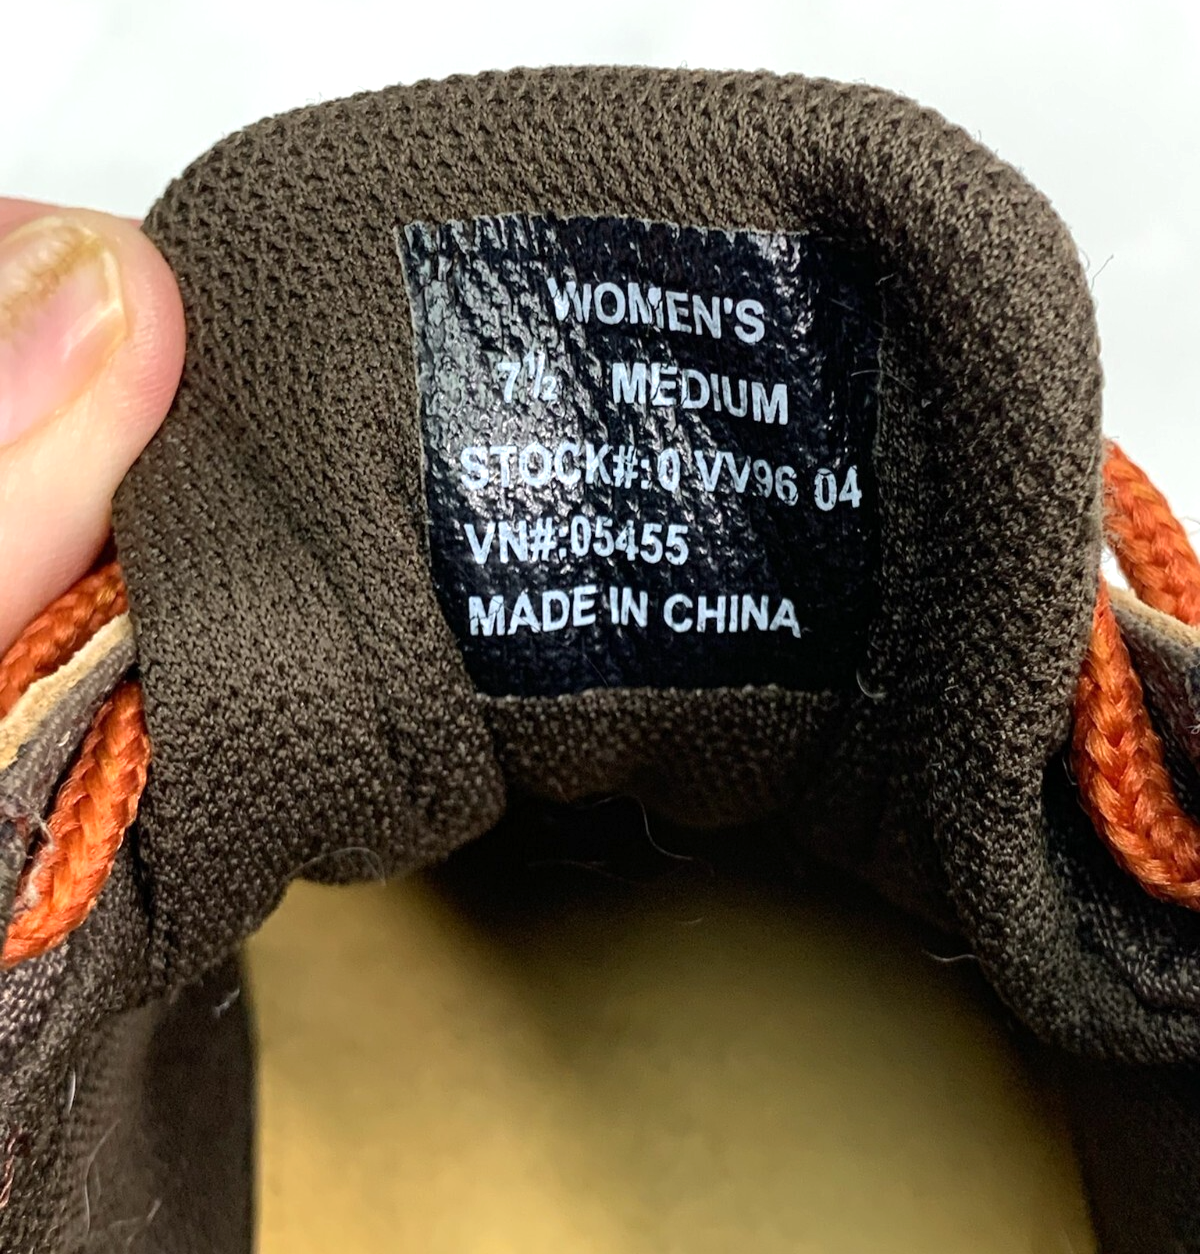 WOMEN'S
7½ MEDIUM
STOCK#:0 VV96 04
VN#:05455
MADE IN CHINA